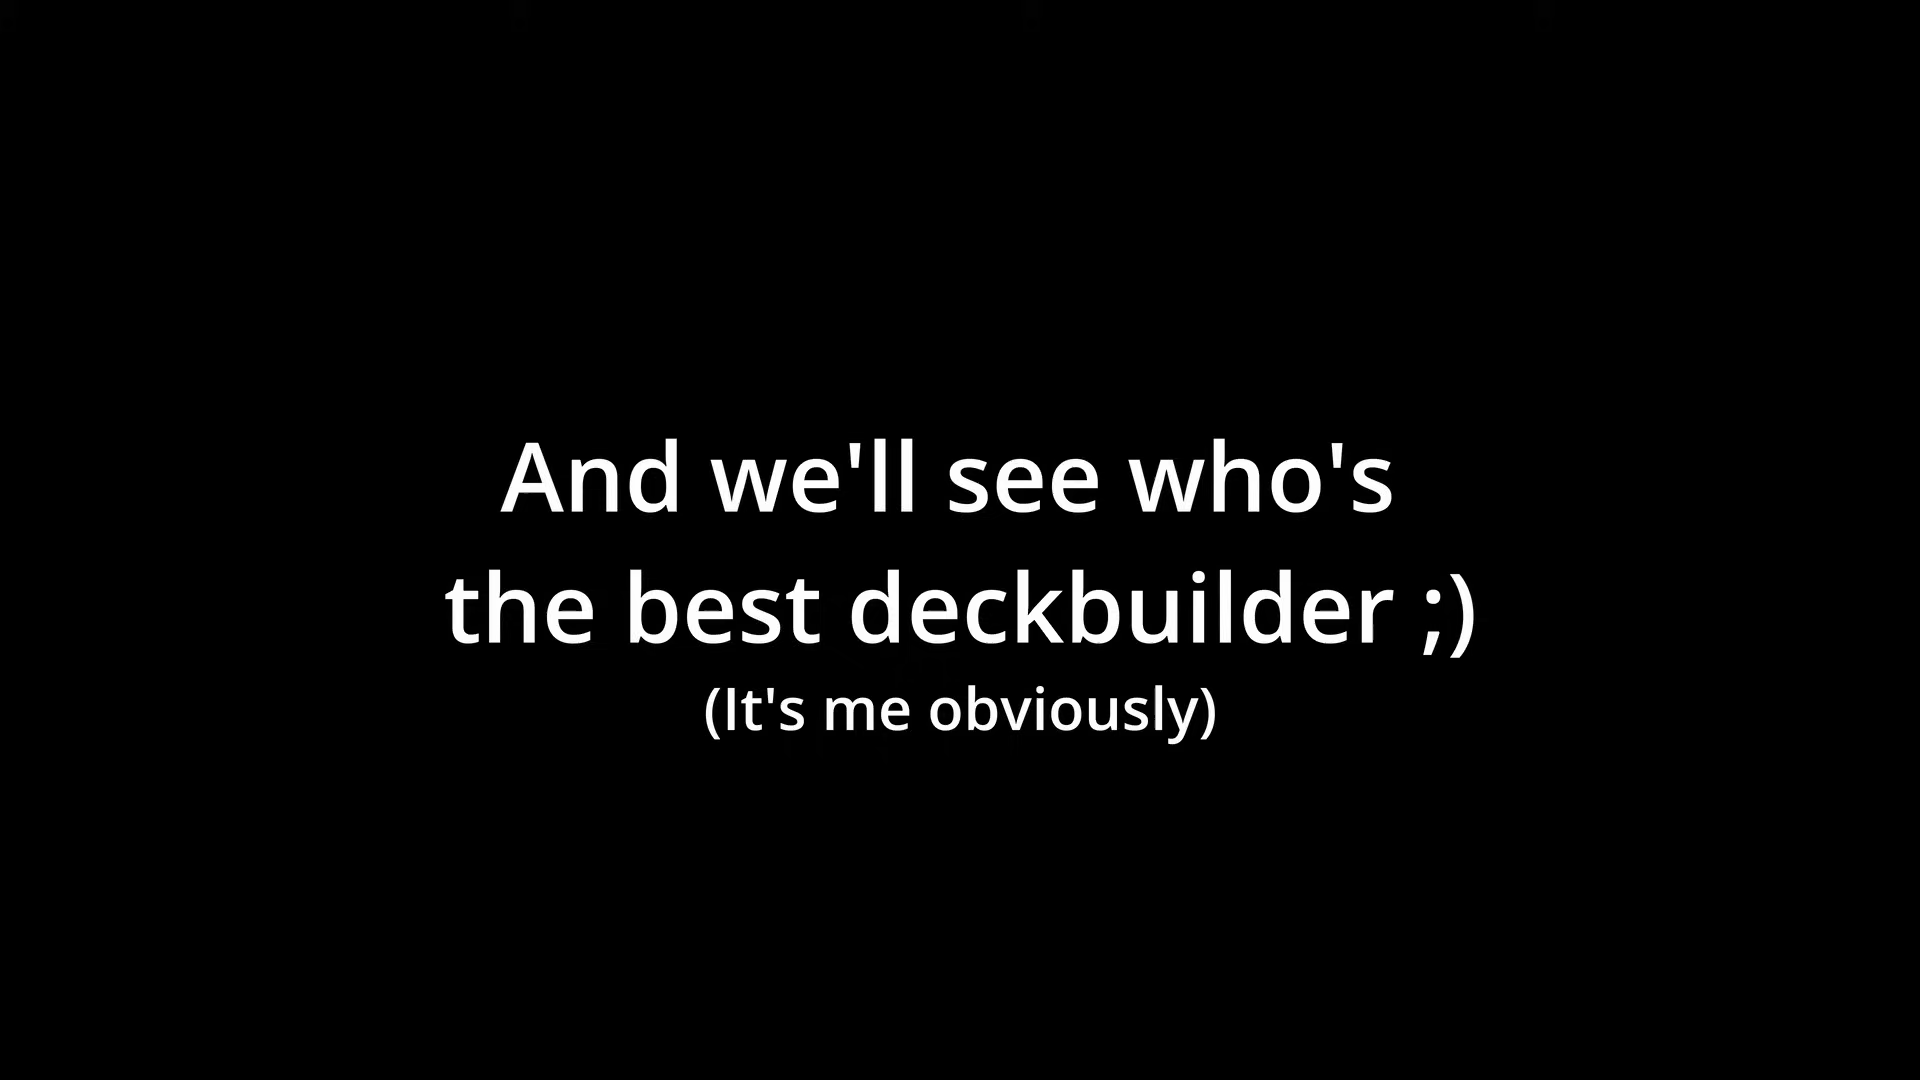 And we'll see who's
the best deckbuilder ;)
(It's me obviously)